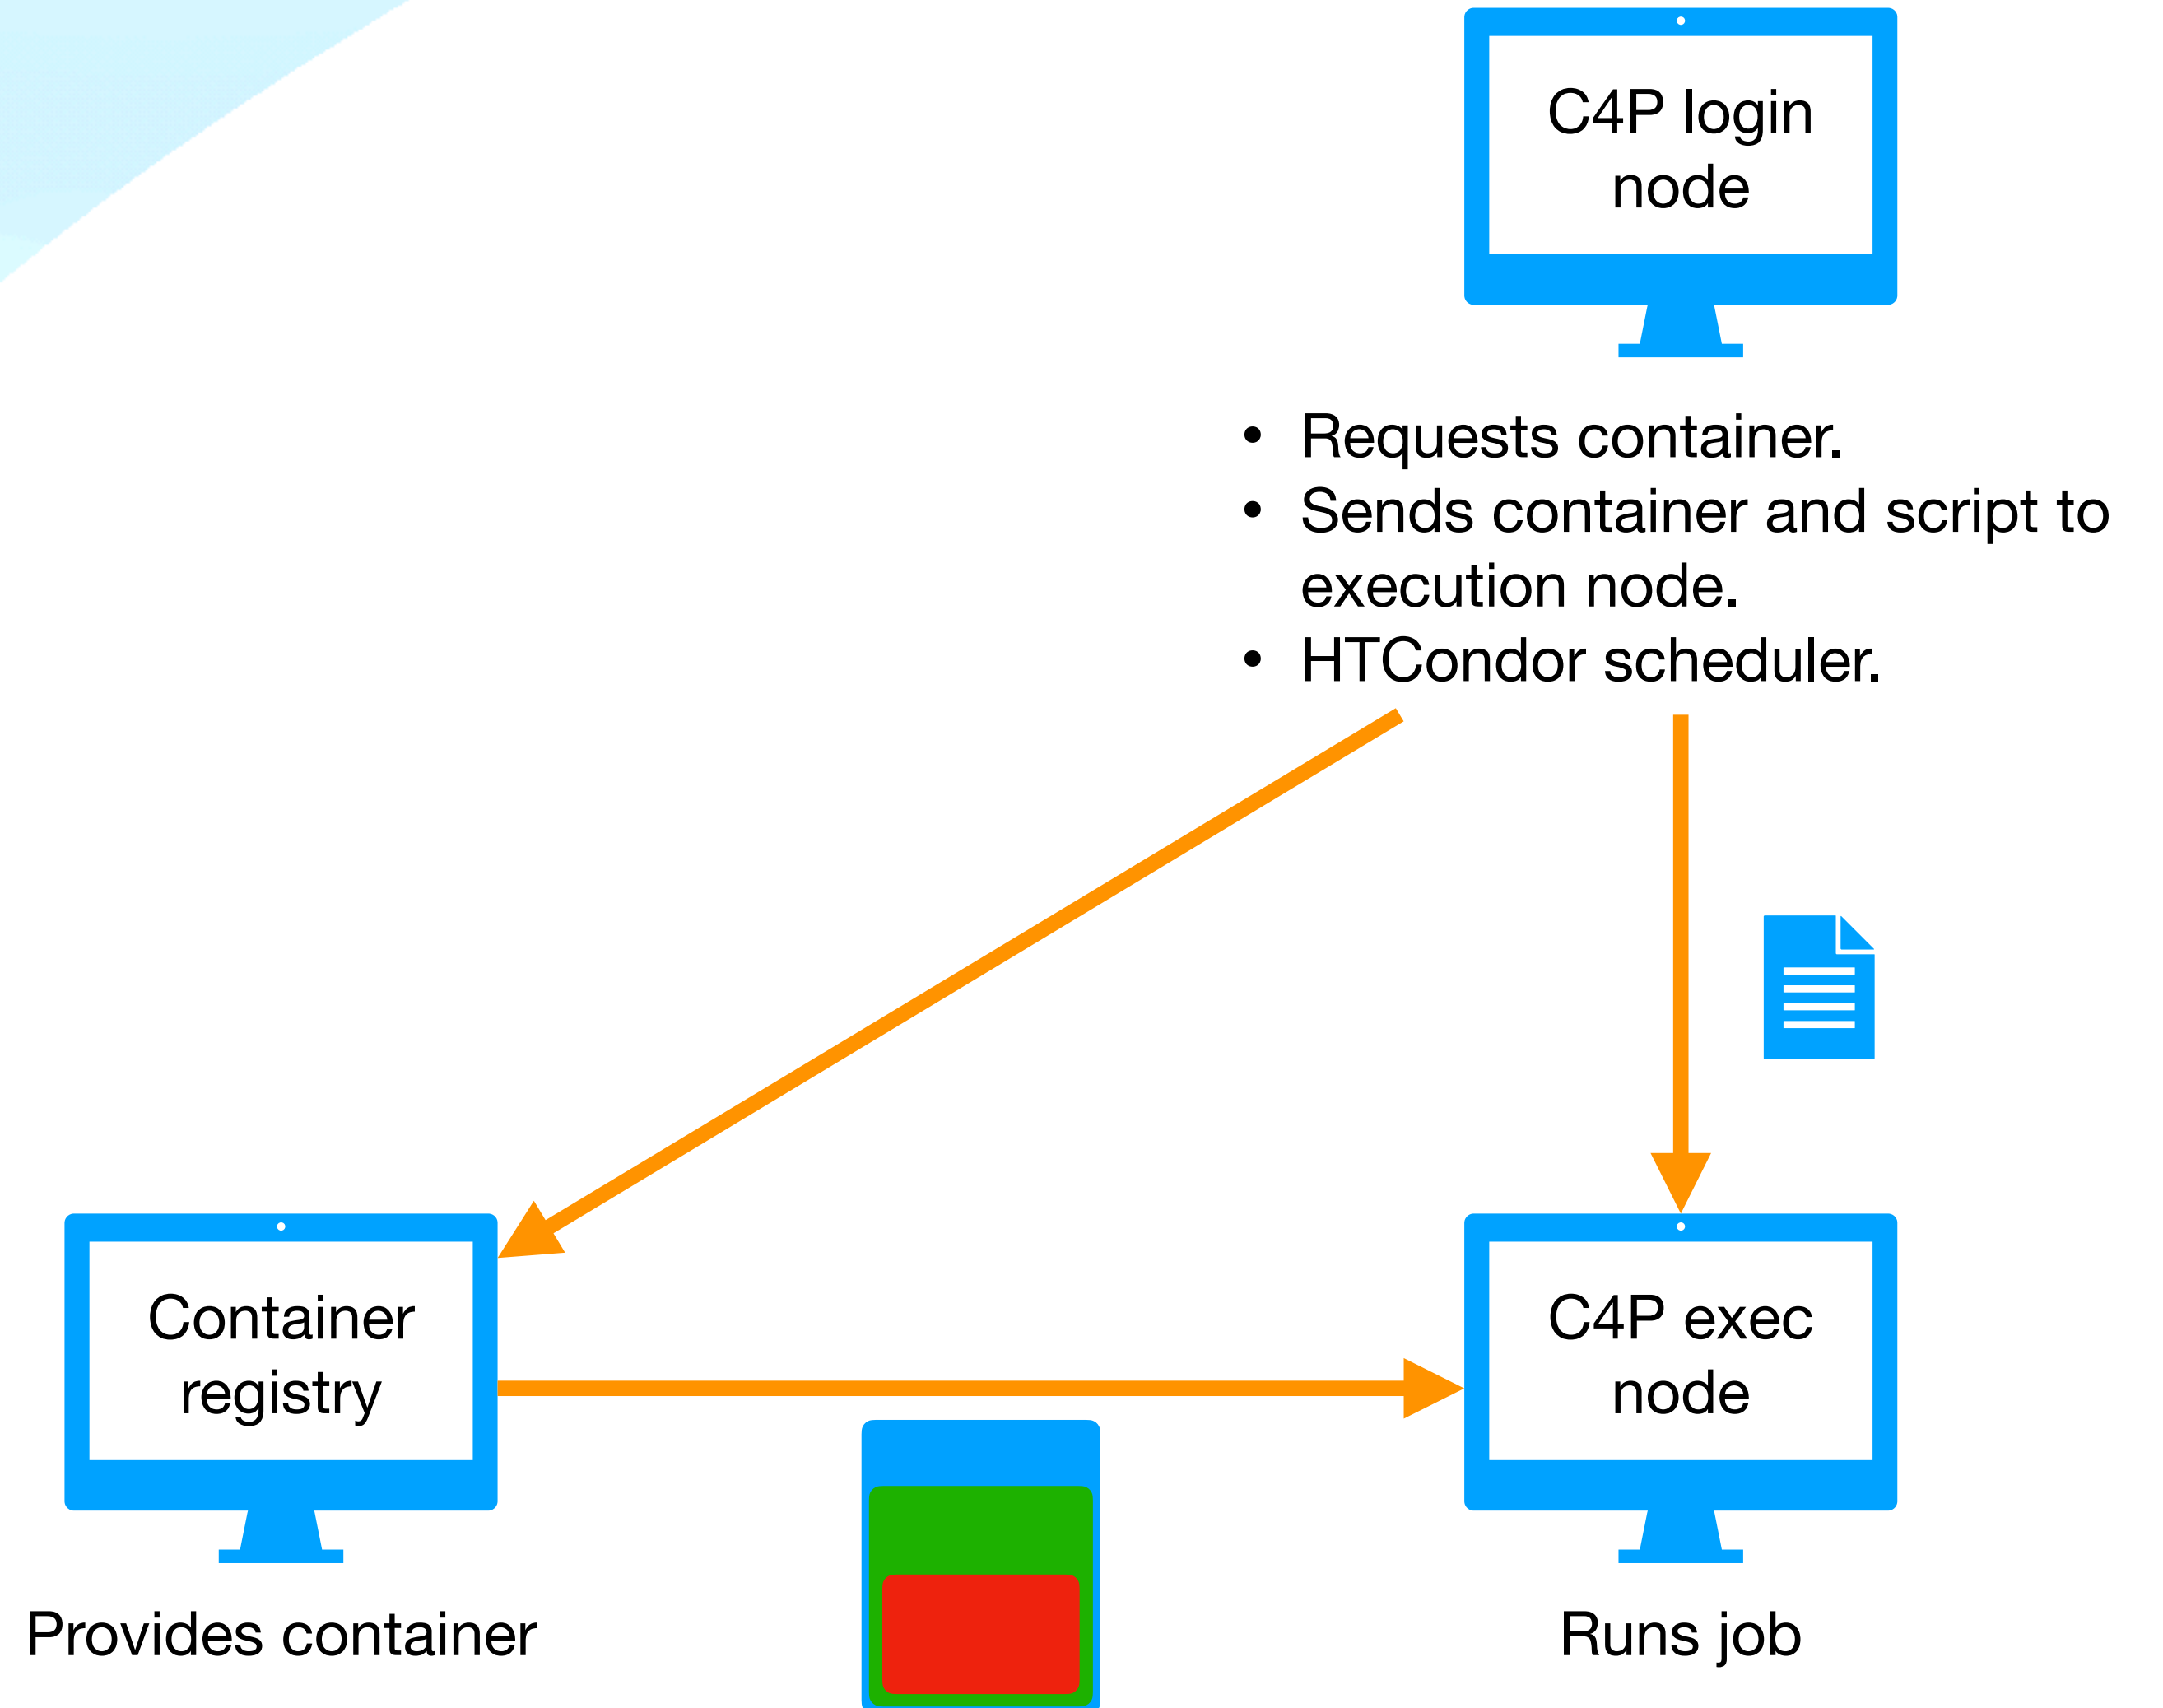 C4P login
node
• Requests container.
• Sends container and script to
execution node.
• HTCondor scheduler.
Container
registry
C4P exec
node
Provides container
Runs job